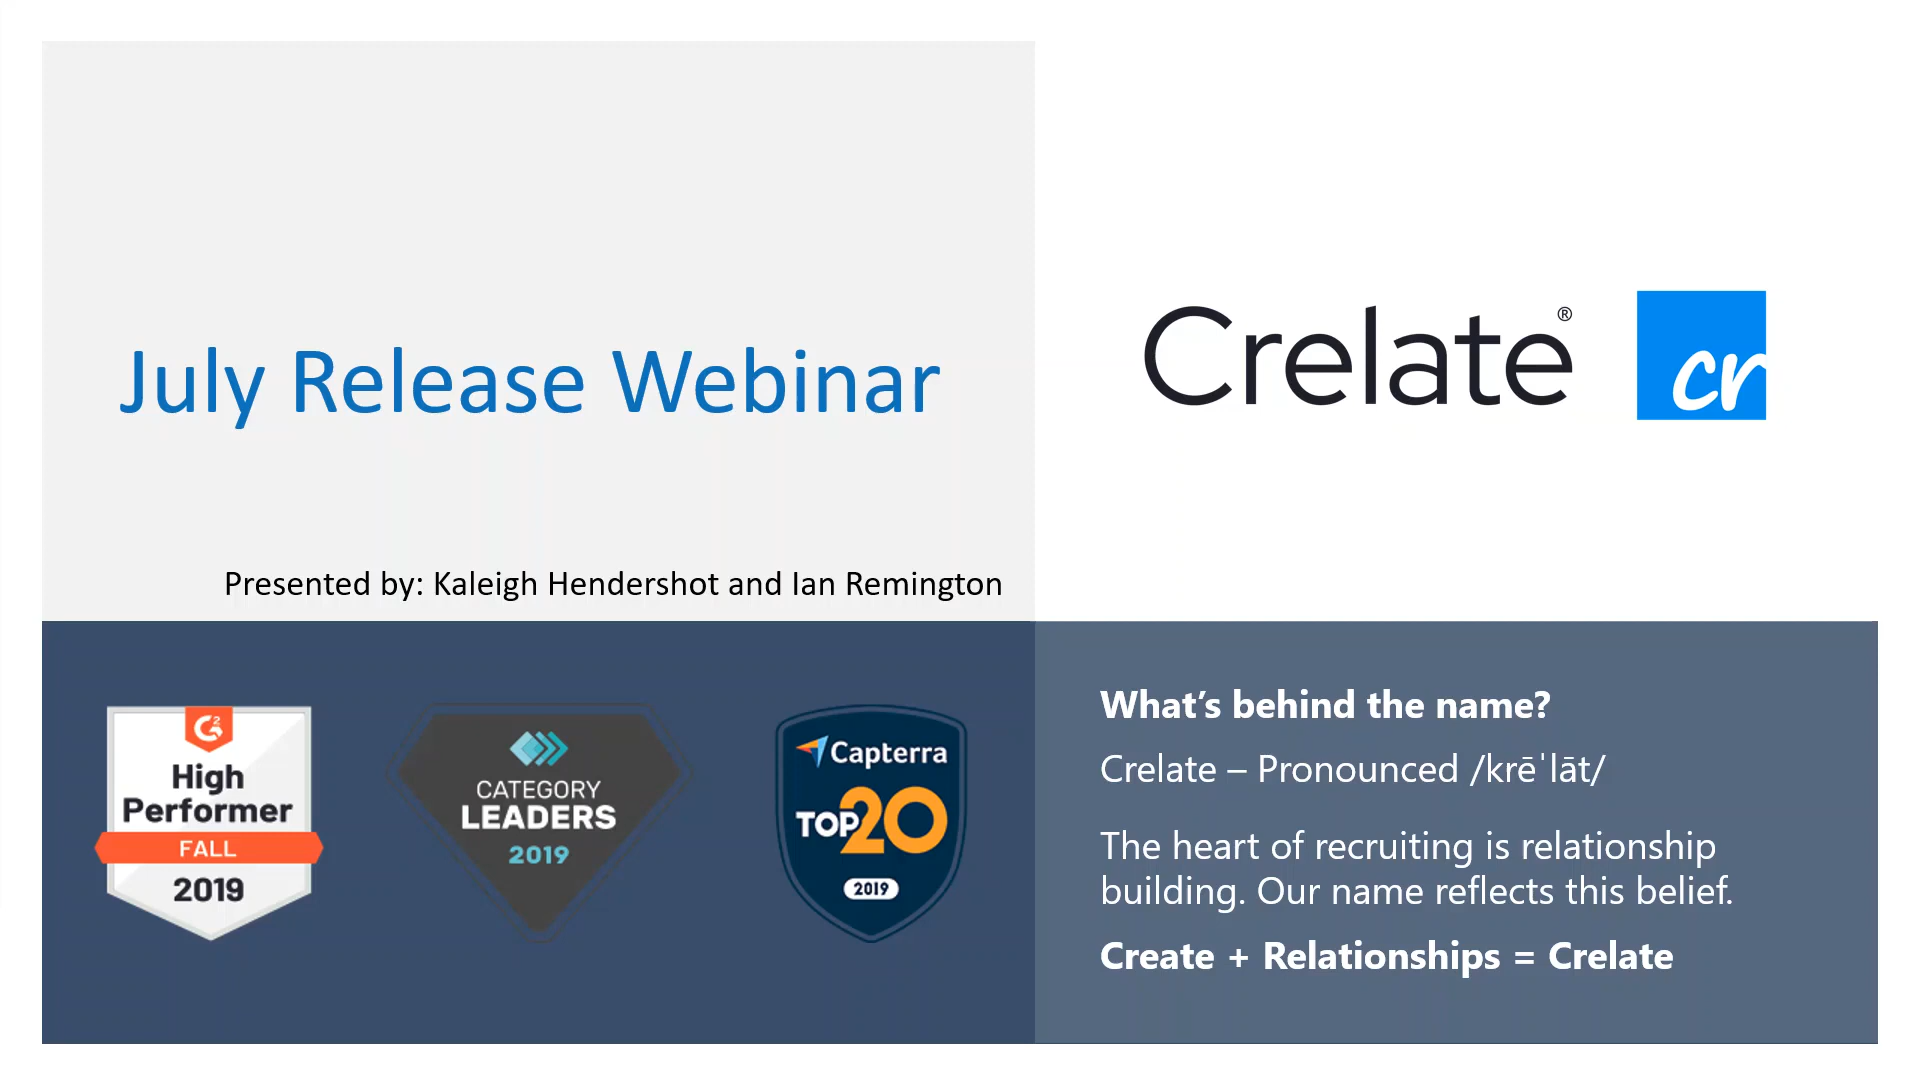 July Release Webinar
Presented by: Kaleigh Hendershot and Ian Remington
Crelate®
cr
G2
High
Performer
FALL
2019
CATEGORY
LEADERS
2019
Capterra
TOP20
2019
What’s behind the name?
Crelate – Pronounced /krēˈlāt/
The heart of recruiting is relationship
building. Our name reflects this belief.
Create + Relationships = Crelate